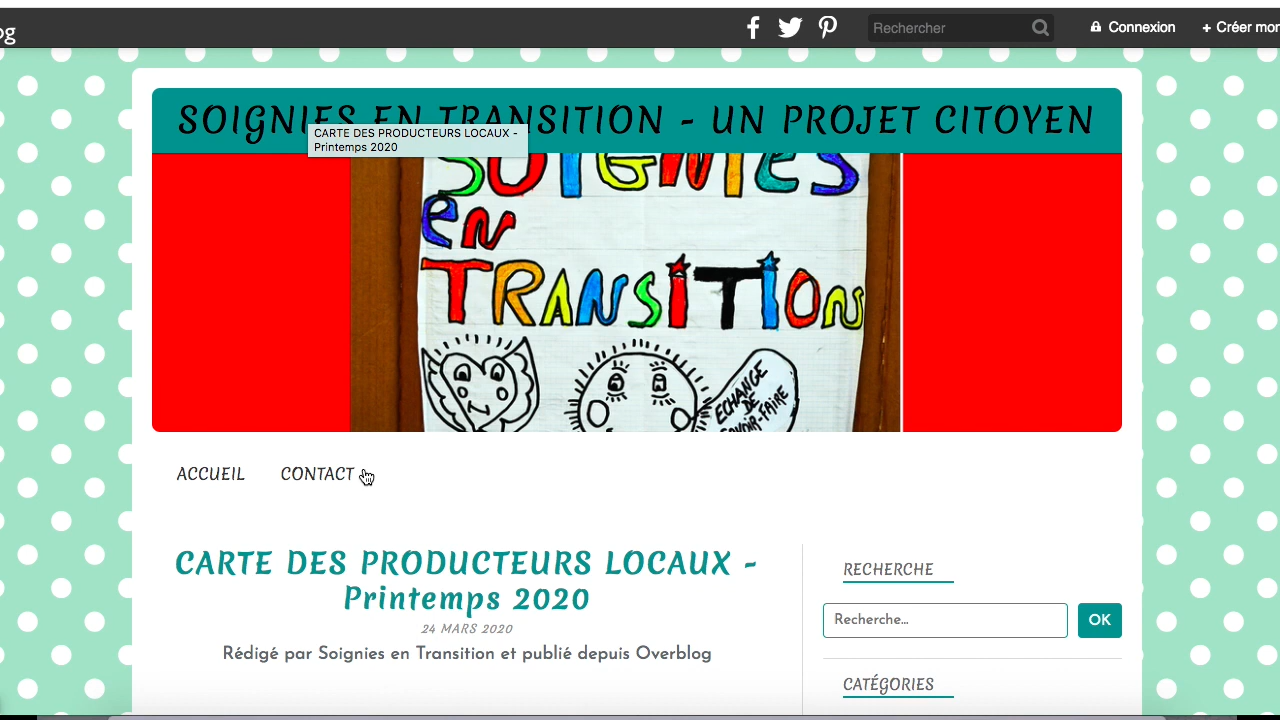 og
Rechercher
Connexion
+ Créer mon
SOIGNIES EN TRANSITION - UN PROJET CITOYEN
CARTE DES PRODUCTEURS LOCAUX -
Printemps 2020
SOIGNIES
en
TRANSITION
ECHANGE
DE
SAVOIR-FAIRE
ACCUEIL
CONTACT
CARTE DES PRODUCTEURS LOCAUX -
Printemps 2020
24 MARS 2020
Rédigé par Soignies en Transition et publié depuis Overblog
RECHERCHE
Recherche...
OK
CATÉGORIES